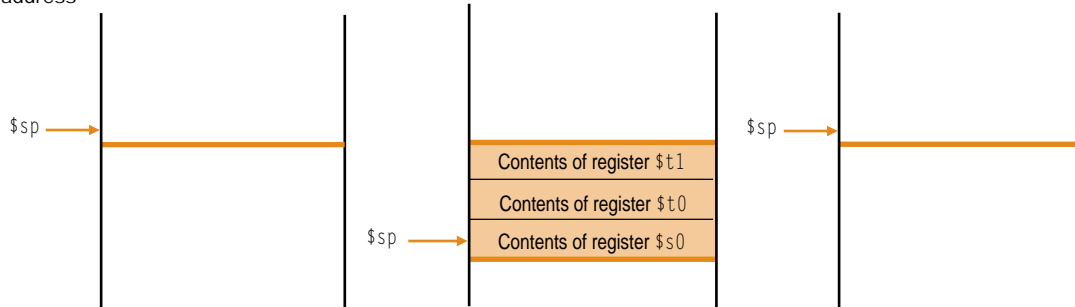 address
$sp
Contents of register $t1
Contents of register $t0
$sp
Contents of register $s0
$sp